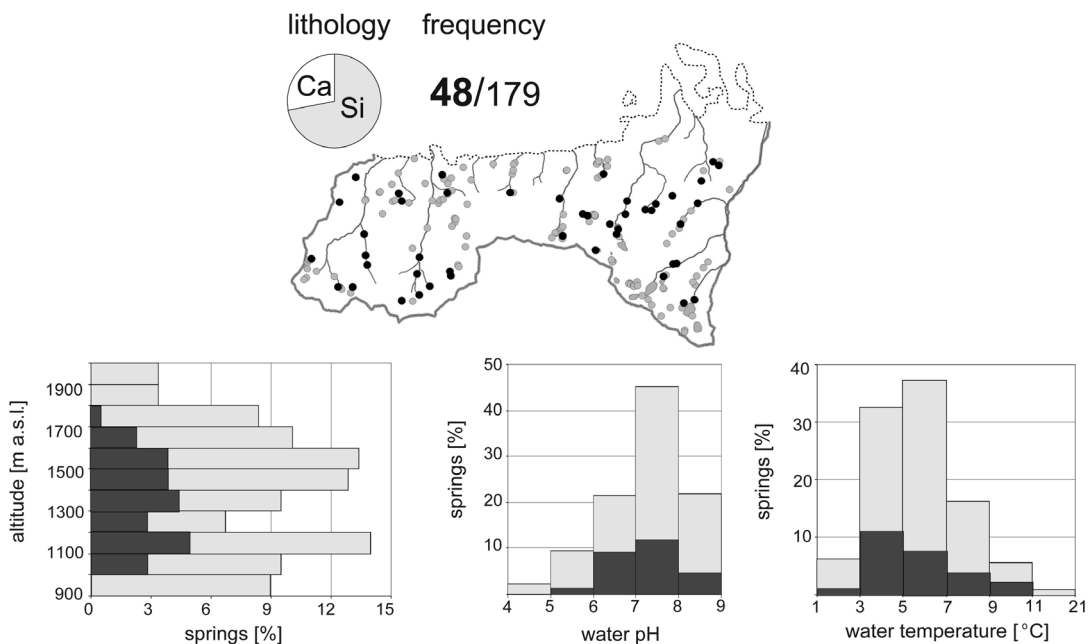 lithology frequency
Ca
Si
48/179
altitude [m a.s.l.]
1900
1700
1500
1300
1100
900
0 3 6 9 12 15
springs [%]
springs [%]
50
40
30
20
10
4 5 6 7 8 9
water pH
springs [%]
40
30
20
10
1 3 5 7 9 11 21
water temperature [°C]